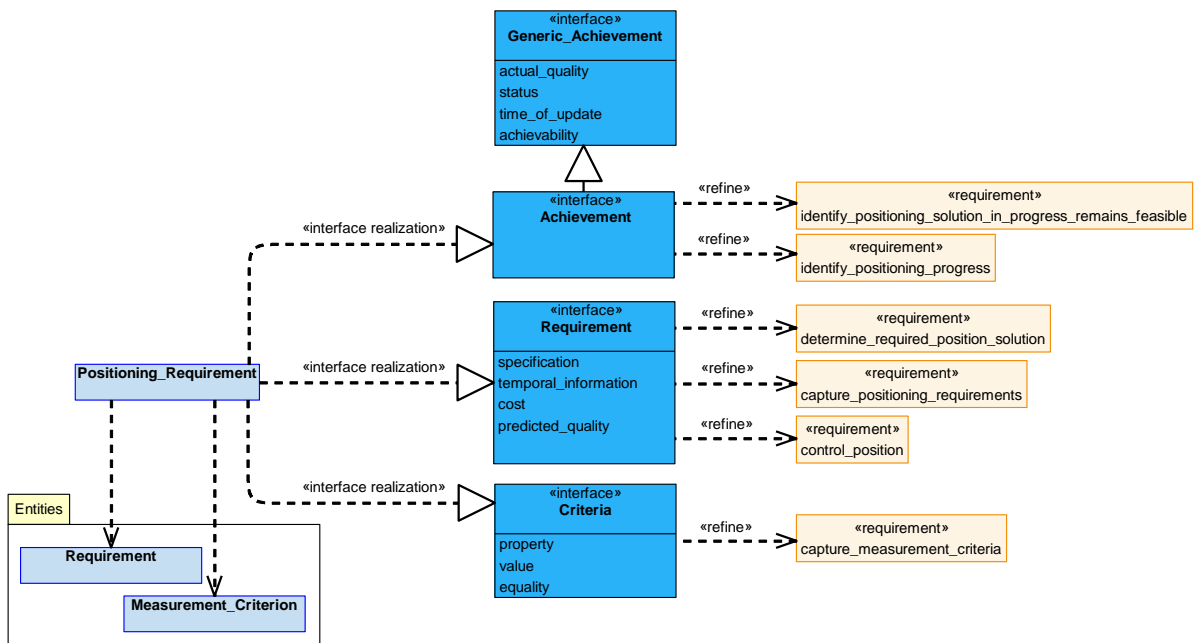 «interface»
Generic_Achievement
actual_quality
status
time_of_update
achievability
«interface»
Achievement
«refine»
«requirement»
identify_positioning_solution_in_progress_remains_feasible
«refine»
«requirement»
identify_positioning_progress
«interface realization»
«interface»
Requirement
specification
temporal_information
cost
predicted_quality
«refine»
«requirement»
determine_required_position_solution
«refine»
«requirement»
capture_positioning_requirements
«refine»
«requirement»
control_position
«interface realization»
Positioning_Requirement
«interface realization»
«interface»
Criteria
property
value
equality
«refine»
«requirement»
capture_measurement_criteria
Entities
Requirement
Measurement_Criterion